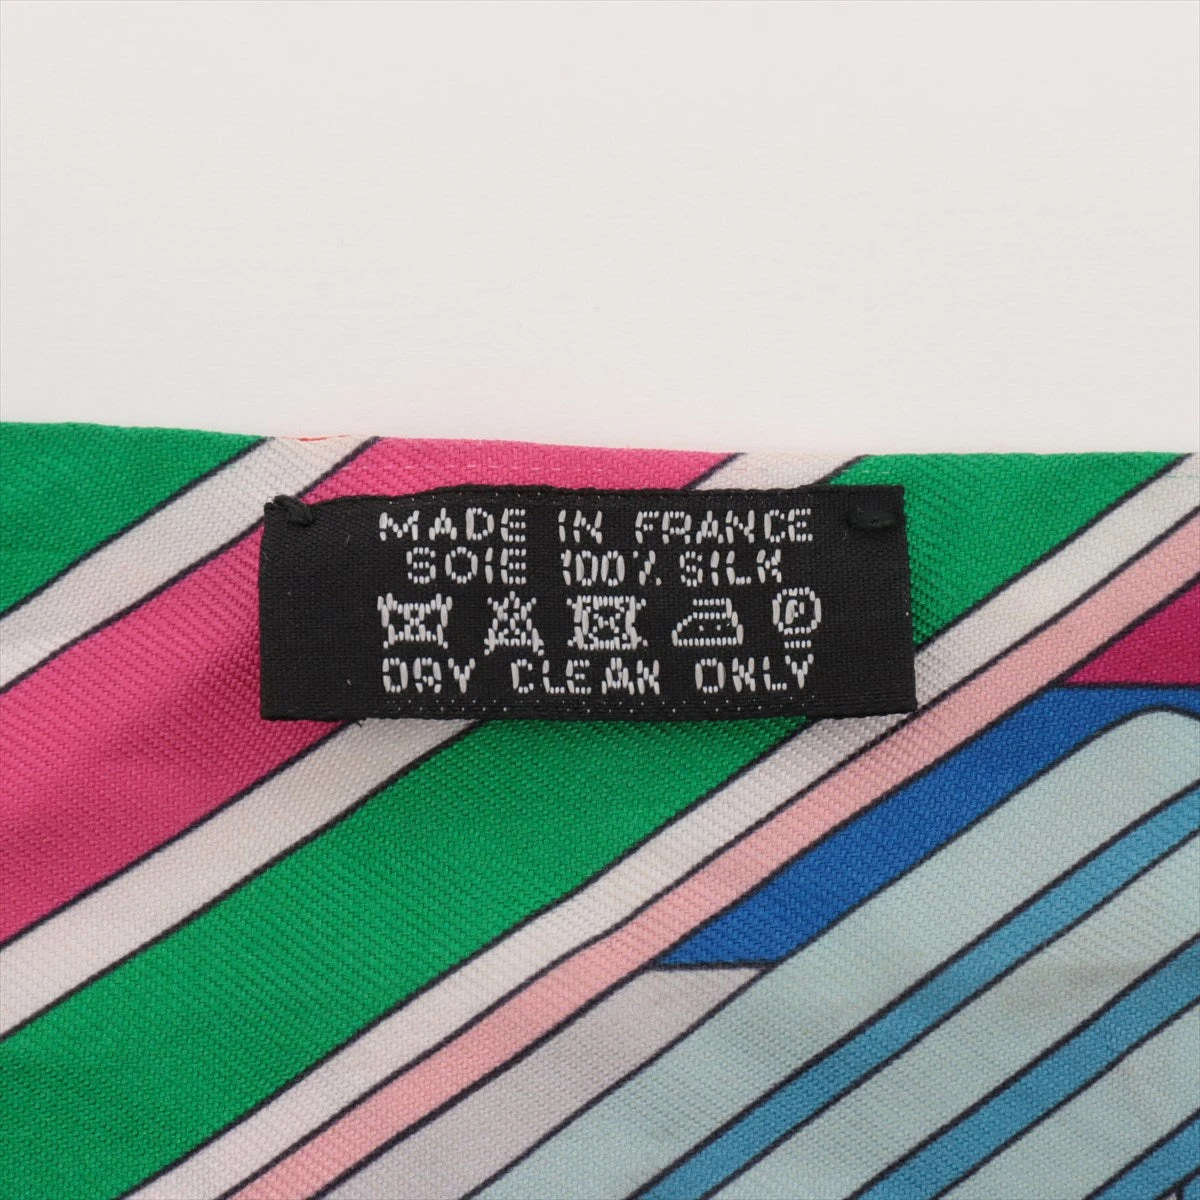 MADE IN FRANCE
SOIE 100% SILK
P
DRY CLEAN ONLY